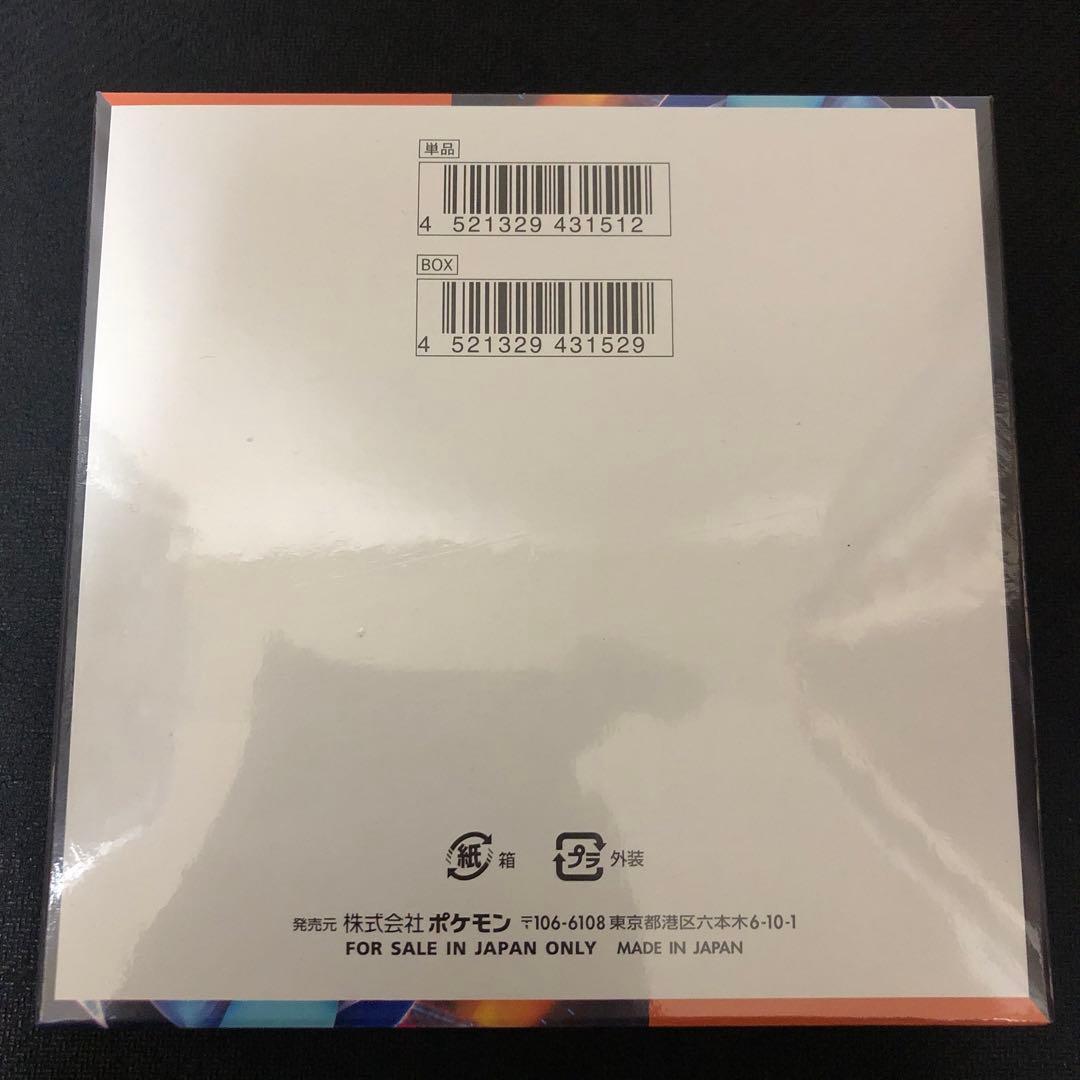 単品
4 521329 431512
BOX
4 521329 431529
紙 箱 プラ 外装
発売元 株式会社 ポケモン 〒106-6108 東京都港区六本木6-10-1
FOR SALE IN JAPAN ONLY MADE IN JAPAN